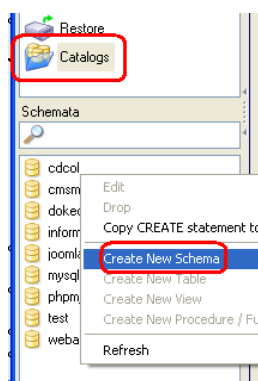 Restore
Catalogs
Schemata
cdcol
cmsm
Edit
Drop
dokeo
Copy CREATE statement to
inform
joomla
Create New Schema
mysql
Create New Table
phpm
Create New View
test
Create New Procedure / Fu
weba
Refresh